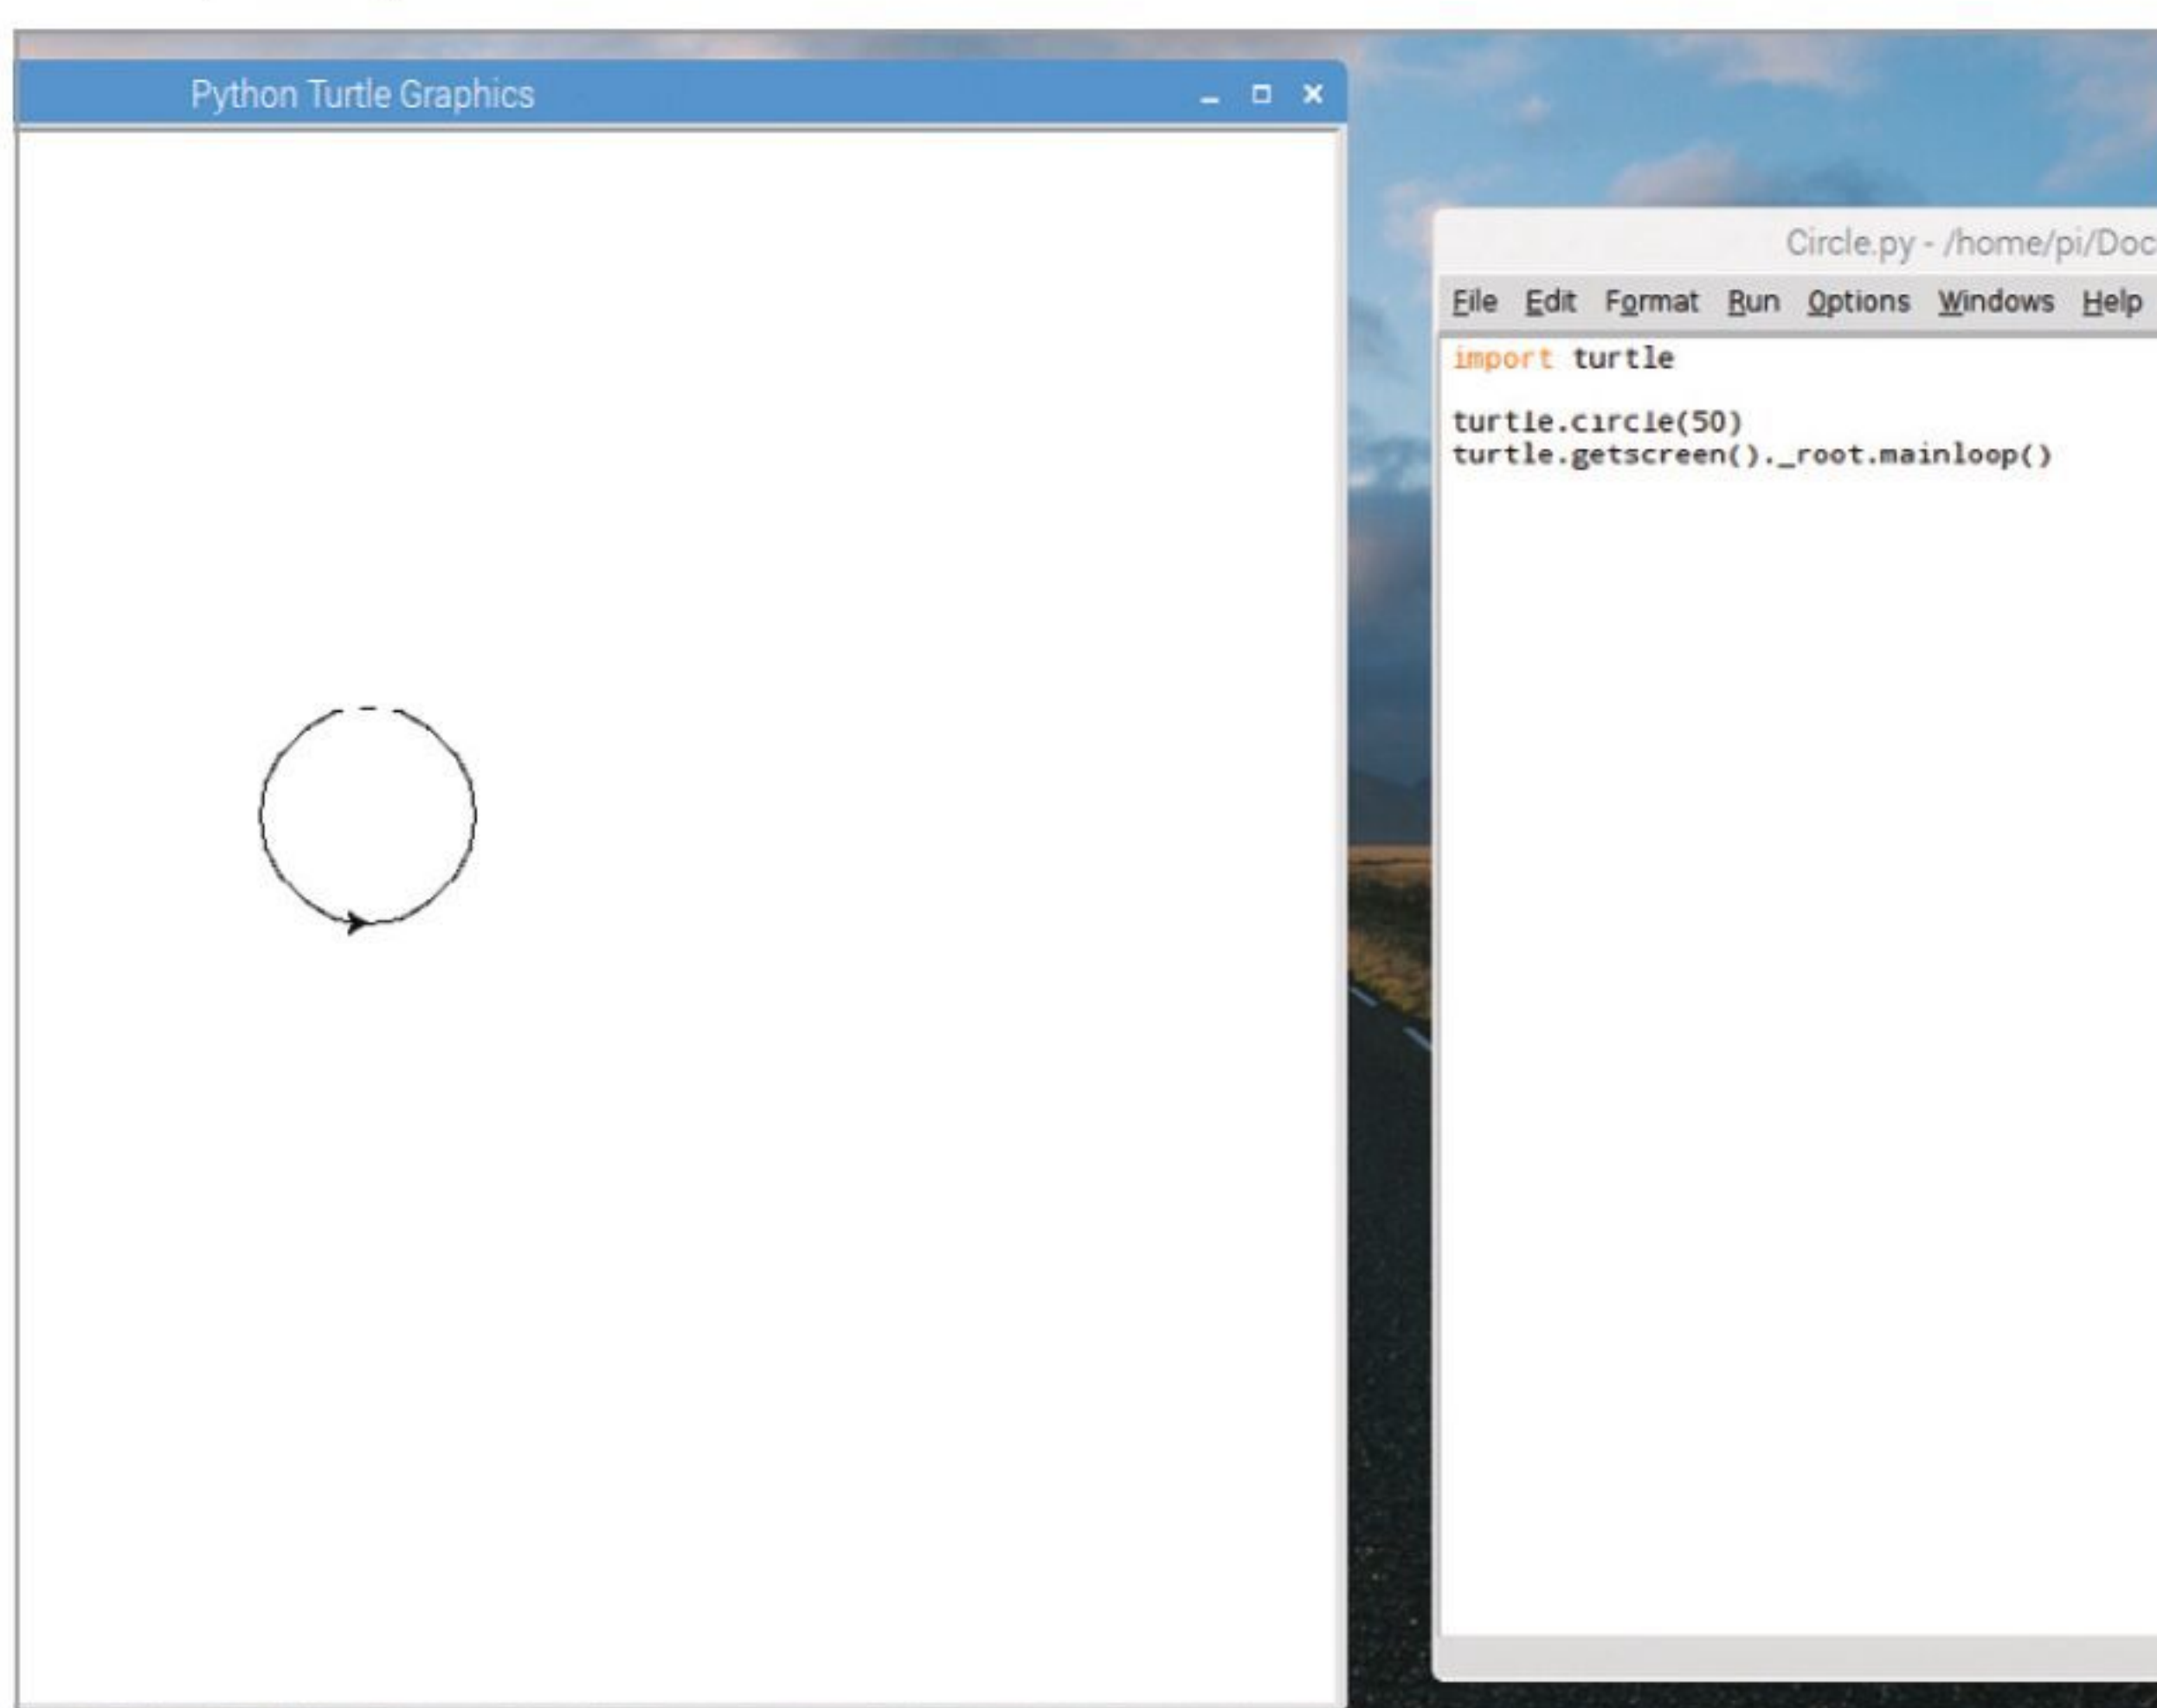 Python Turtle Graphics
Circle.py - /home/pi/Doc
File Edit Format Run Options Windows Help
import turtle
turtle.circle(50)
turtle.getscreen()._root.mainloop()